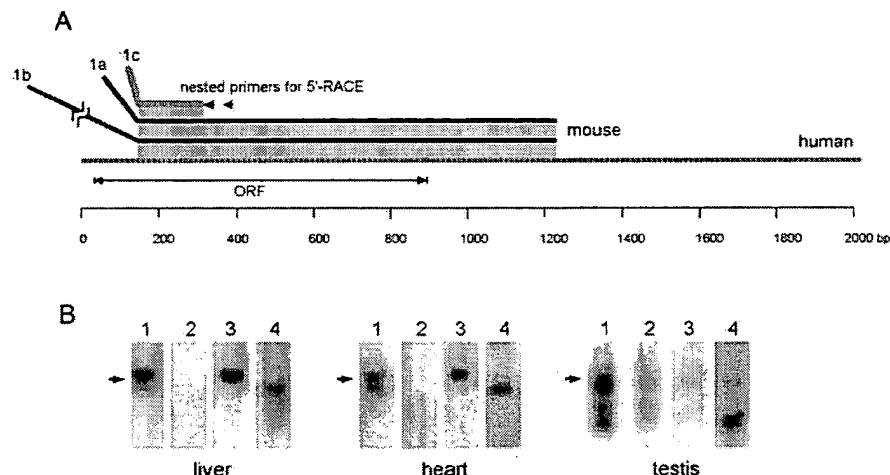 A
1b
1a
1c
nested primers for 5'-RACE
mouse
human
ORF
0 200 400 600 800 1000 1200 1400 1600 1800 2000 bp
B
1 2 3 4 1 2 3 4 1 2 3 4
liver heart testis